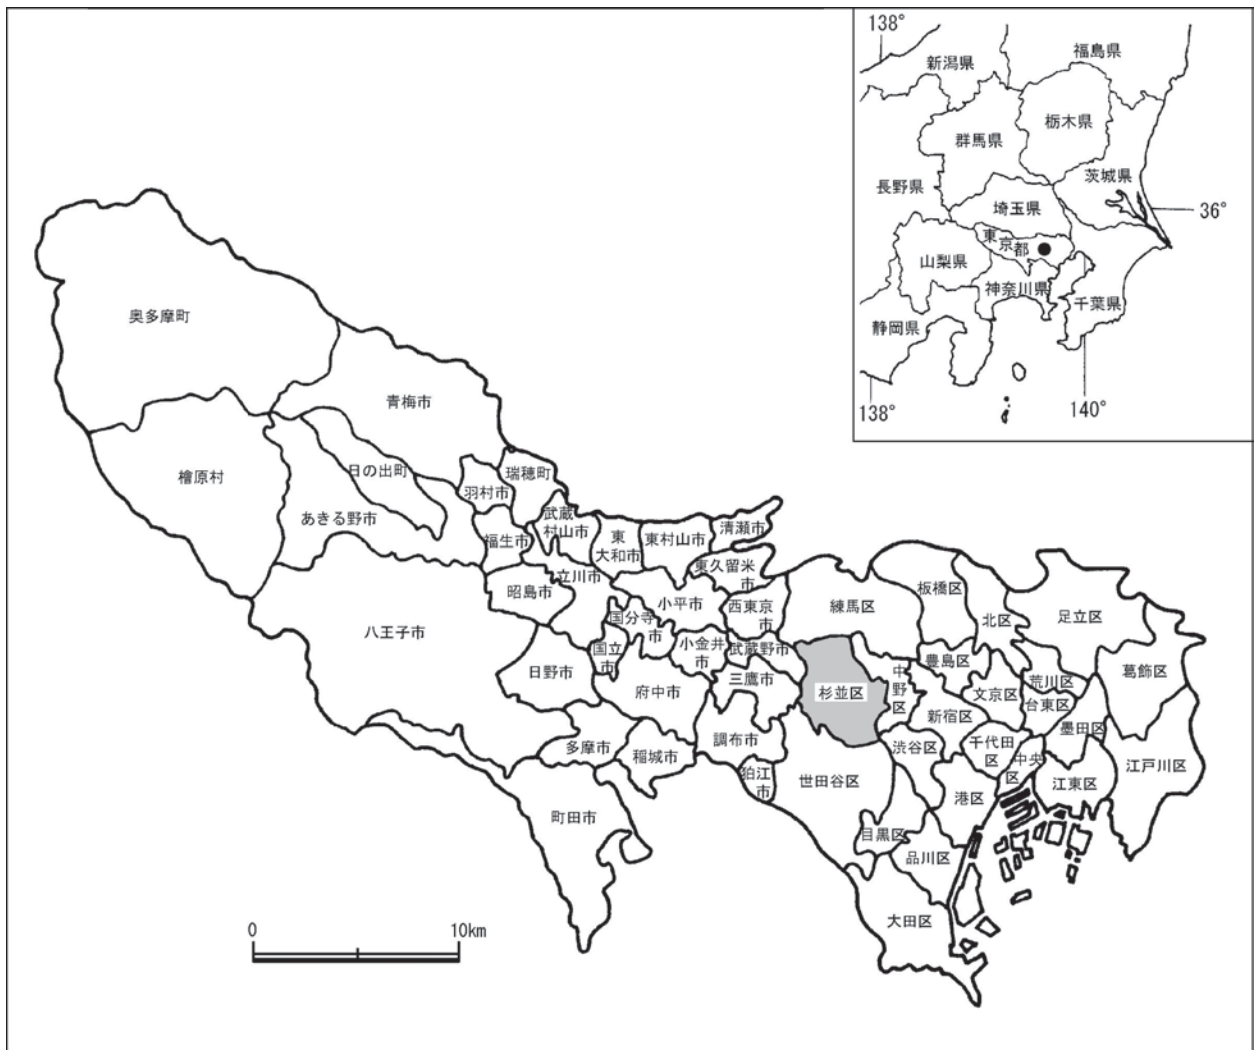 138°
福島県
新潟県
栃木県
群馬県
茨城県
長野県
埼玉県
36°
東京都
山梨県
神奈川県
千葉県
静岡県
138°
140°
奥多摩町
青梅市
檜原村
日の出町
瑞穂町
羽村市
あきる野市
武蔵
村山市
福生市
東
大和市
東村山市
清瀬市
東久留米
市
立川市
昭島市
小平市
西東京
市
練馬区
板橋区
北区
足立区
八王子市
国分寺
市
国立
市
小金井
市
武蔵野市
日野市
府中市
三鷹市
杉並区
中野区
豊島区
文京区
荒川区
台東区
葛飾区
新宿区
墨田区
多摩市
稲城市
調布市
狛江
市
世田谷区
渋谷区
千代田
区
中央
区
江東区
江戸川区
港区
町田市
目黒区
品川区
大田区
0
10km